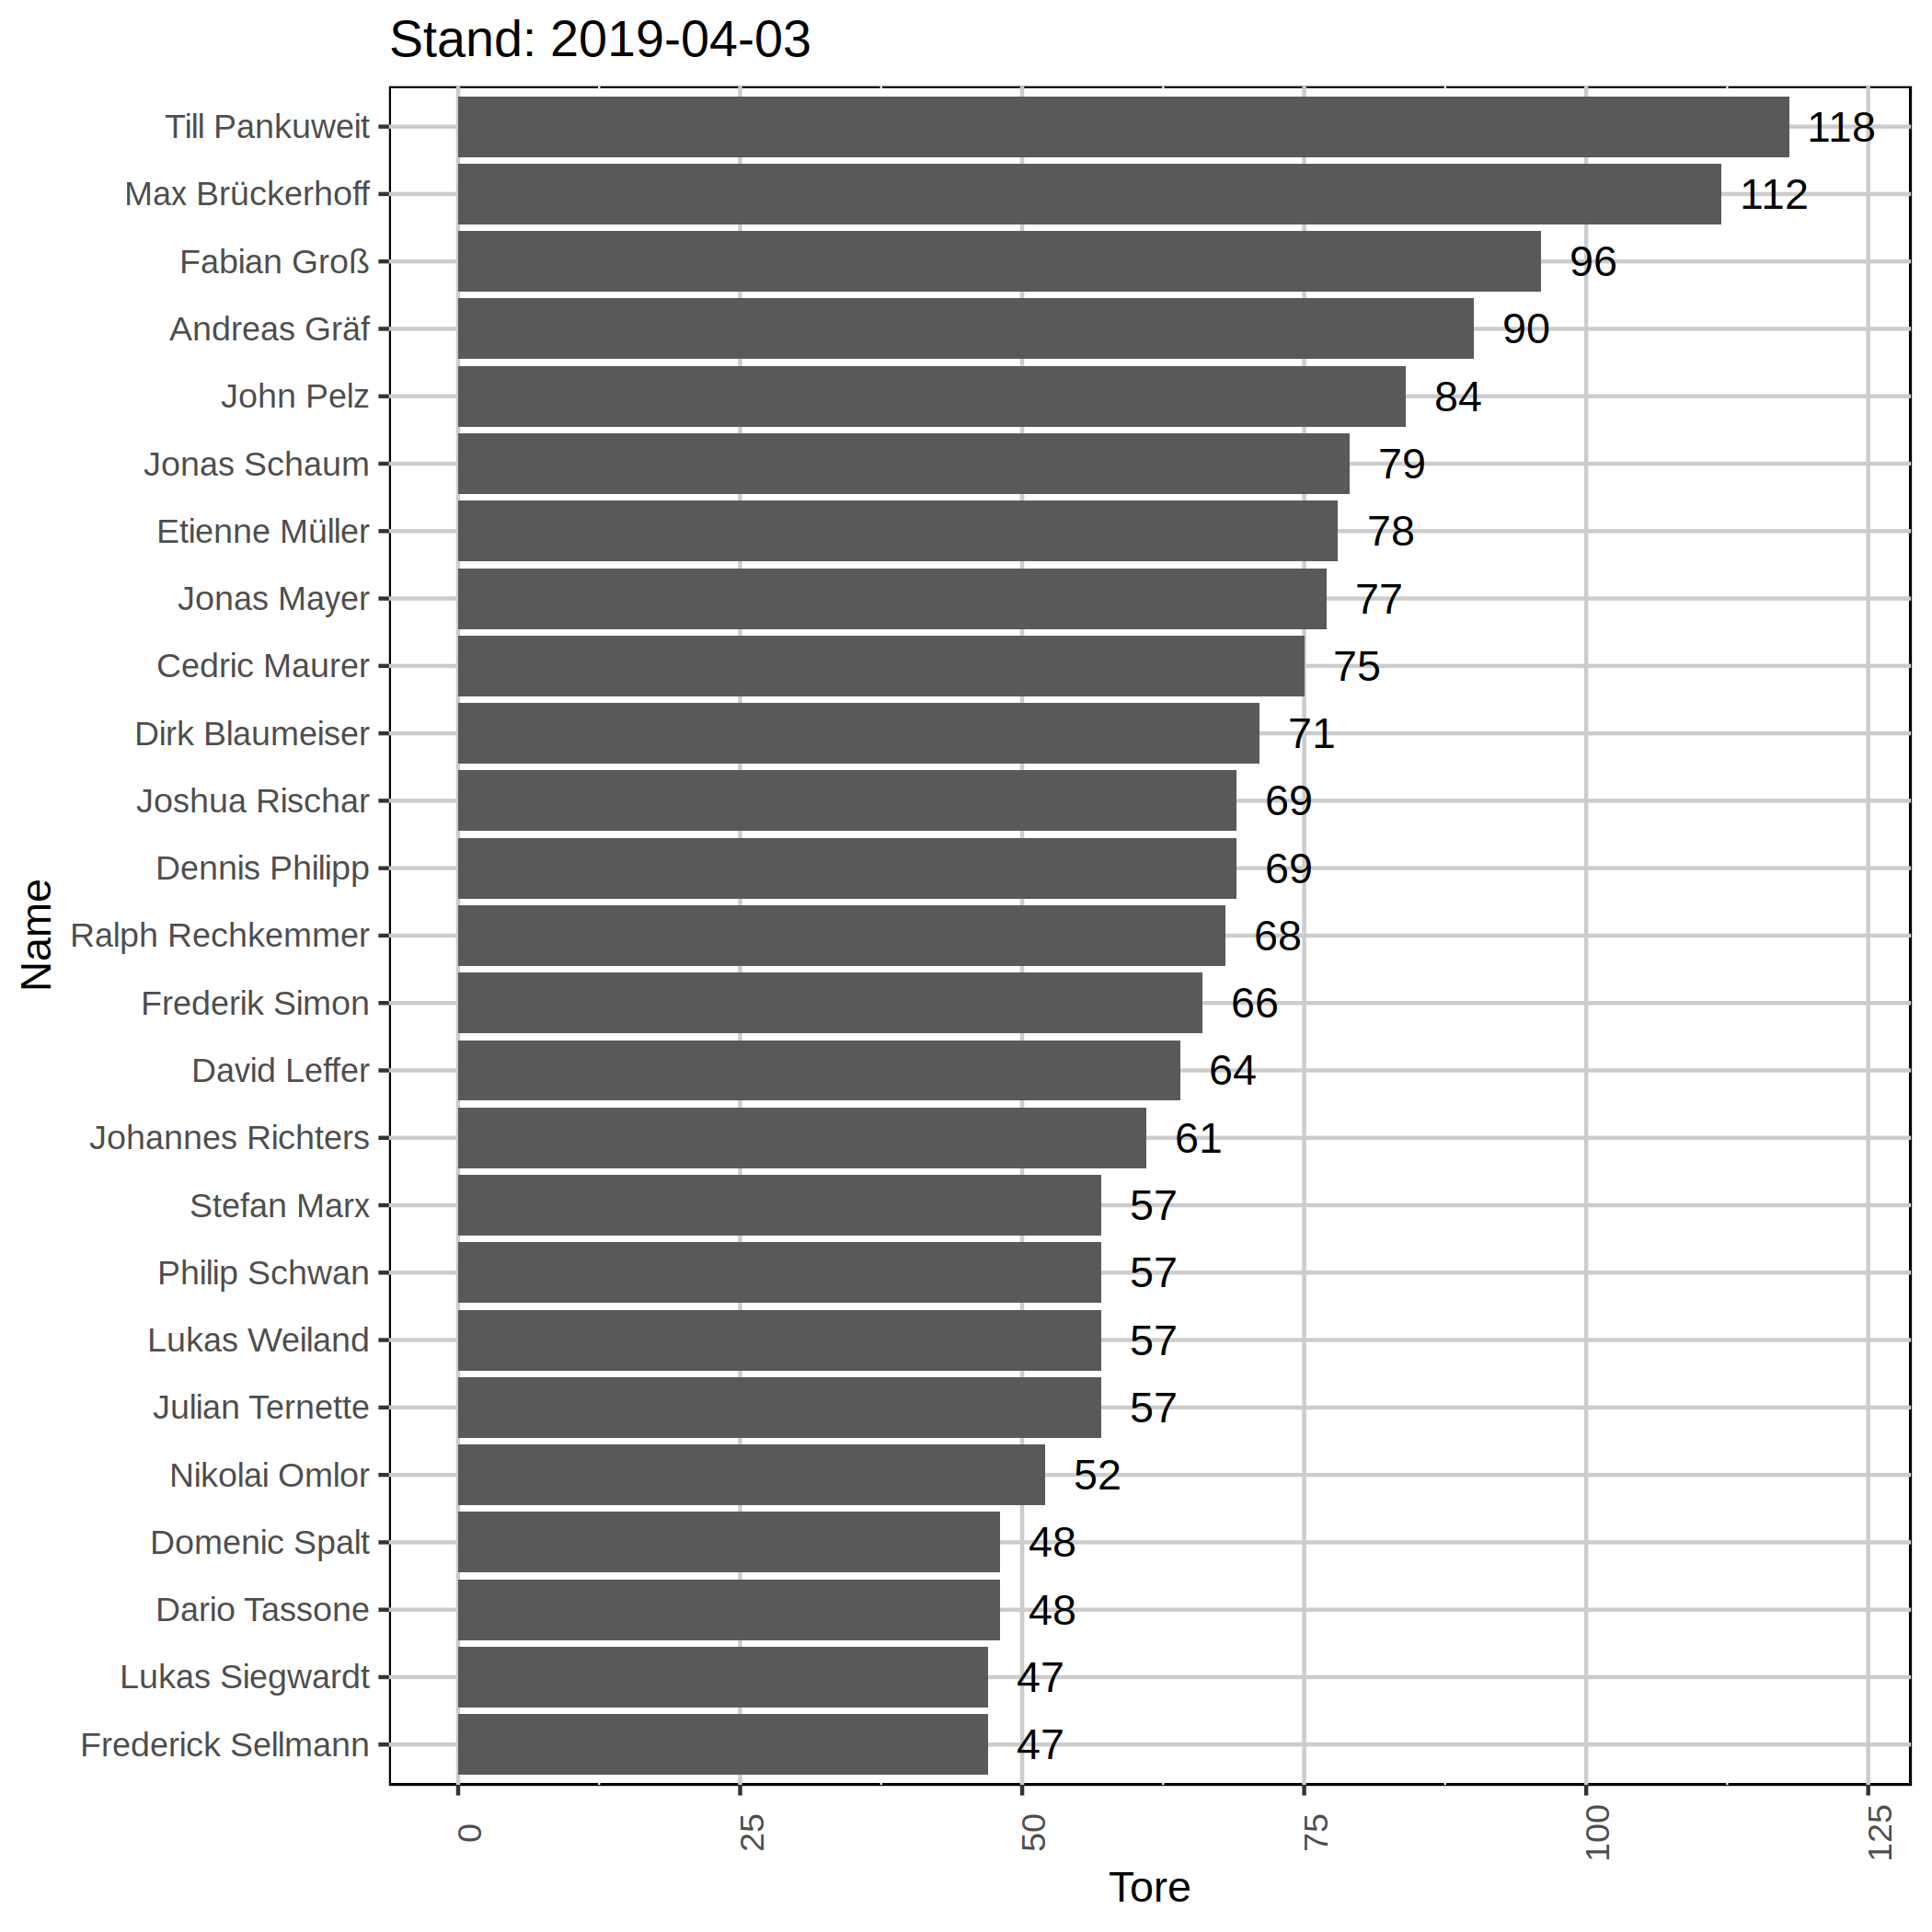 Stand: 2019-04-03
Till Pankuweit 118
Max Brückerhoff 112
Fabian Groß 96
Andreas Gräf 90
John Pelz 84
Jonas Schaum 79
Etienne Müller 78
Jonas Mayer 77
Cedric Maurer 75
Dirk Blaumeiser 71
Joshua Rischar 69
Dennis Philipp 69
Ralph Rechkemmer 68
Frederik Simon 66
David Leffer 64
Johannes Richters 61
Stefan Marx 57
Philip Schwan 57
Lukas Weiland 57
Julian Ternette 57
Nikolai Omlor 52
Domenic Spalt 48
Dario Tassone 48
Lukas Siegwardt 47
Frederick Sellmann 47
Name
0 25 50 75 100 125
Tore